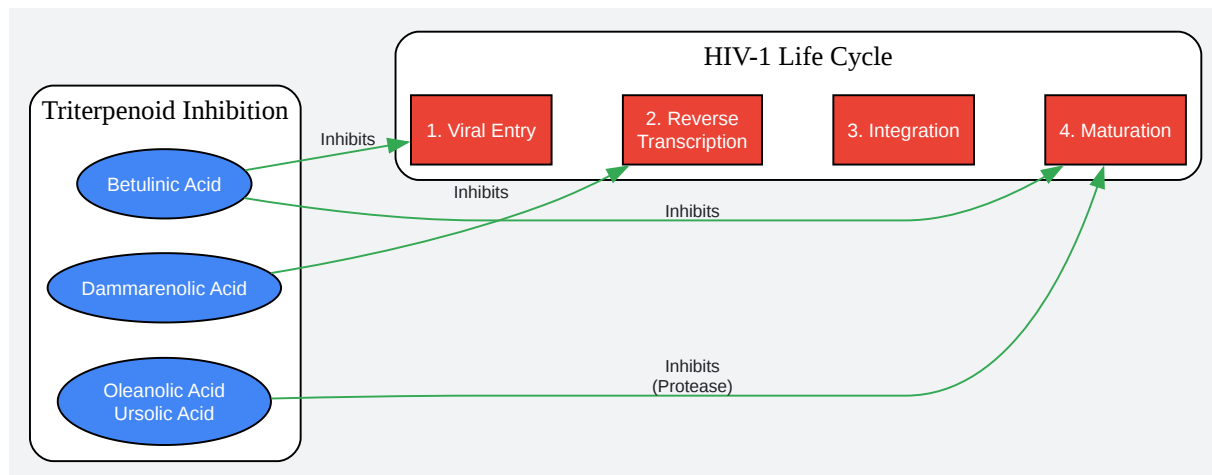 HIV-1 Life Cycle
1. Viral Entry
2. Reverse
Transcription
3. Integration
4. Maturation
Triterpenoid Inhibition
Betulinic Acid
Dammarenolic Acid
Oleanolic Acid
Ursolic Acid
Inhibits
Inhibits
Inhibits
Inhibits
(Protease)